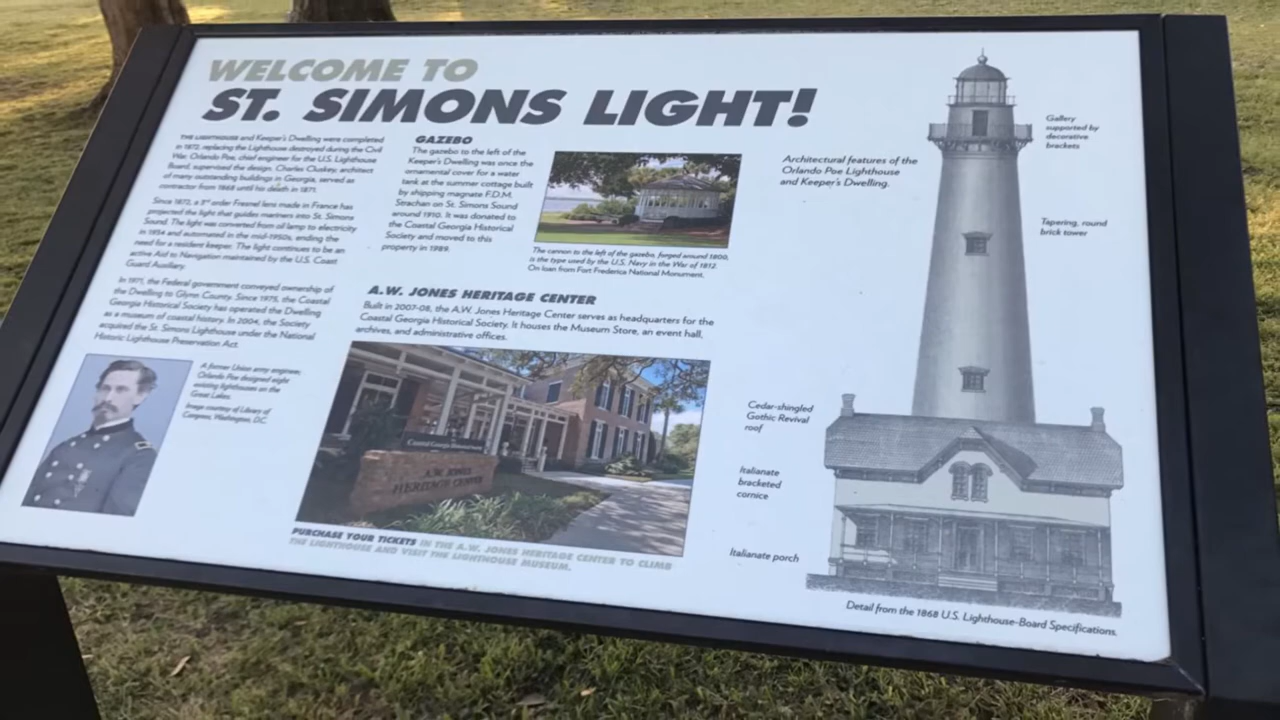 WELCOME TO
ST. SIMONS LIGHT!
THE LIGHTHOUSE and Keeper's Dwelling were completed
in 1872, replacing the Lighthouse destroyed during the Civil
War. Orlando Poe, chief engineer for the U.S. Lighthouse
Board, supervised the design. Charles Cluskey, architect
of many outstanding buildings in Georgia, served as
contractor from 1868 until his death in 1871.
Since 1872, a 3rd order Fresnel lens made in France has
projected the light that guides mariners into St. Simons
Sound. The light was converted from oil lamp to electricity
in 1934 and automated in the mid-1950s, ending the
need for a resident keeper. The light continues to be an
active Aid to Navigation maintained by the U.S. Coast
Guard Auxiliary.
In 1971, the Federal government conveyed ownership of
the Dwelling to Glynn County. Since 1975, the Coastal
Georgia Historical Society has operated the Dwelling
as a museum of coastal history. In 2004, the Society
acquired the St. Simons Lighthouse under the National
Historic Lighthouse Preservation Act.
A former Union army engineer,
Orlando Poe designed eight
existing lighthouses on the
Great Lakes.
Image courtesy of Library of
Congress, Washington, D.C.
GAZEBO
The gazebo to the left of the
Keeper's Dwelling was once the
ornamental cover for a water
tank at the summer cottage built
by shipping magnate F.D.M.
Strachan on St. Simons Sound
around 1910. It was donated to
the Coastal Georgia Historical
Society and moved to this
property in 1989.
The cannon to the left of the gazebo, forged around 1800,
is the type used by the U.S. Navy in the War of 1812.
On loan from Fort Frederica National Monument.
A.W. JONES HERITAGE CENTER
Built in 2007-08, the A.W. Jones Heritage Center serves as headquarters for the
Coastal Georgia Historical Society. It houses the Museum Store, an event hall,
archives, and administrative offices.
Coastal Georgia Historical Society
A.W. JONES
HERITAGE CENTER
PURCHASE YOUR TICKETS IN THE A.W. JONES HERITAGE CENTER TO CLIMB
THE LIGHTHOUSE AND VISIT THE LIGHTHOUSE MUSEUM.
Architectural features of the
Orlando Poe Lighthouse
and Keeper's Dwelling.
Gallery
supported by
decorative
brackets
Tapering, round
brick tower
Cedar-shingled
Gothic Revival
roof
Italianate
bracketed
cornice
Italianate porch
Detail from the 1868 U.S. Lighthouse-Board Specifications.